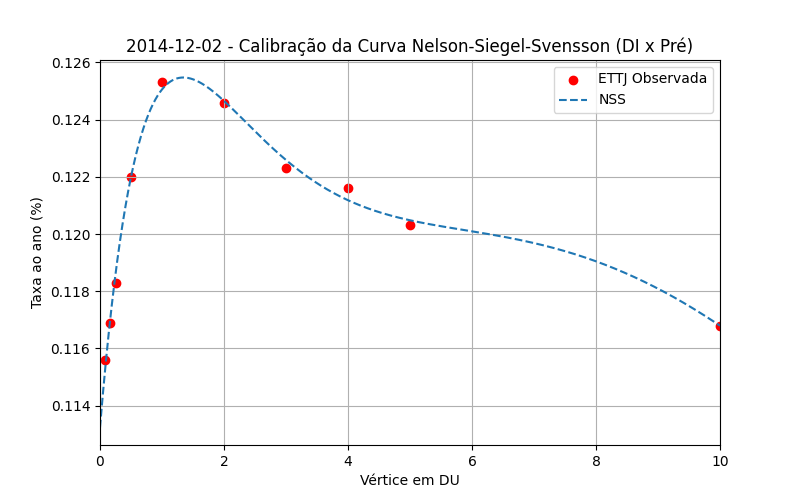 2014-12-02 - Calibração da Curva Nelson-Siegel-Svensson (DI x Pré)
ETTJ Observada
NSS
Taxa ao ano (%)
0.126
0.124
0.122
0.120
0.118
0.116
0.114
0 2 4 6 8 10
Vértice em DU